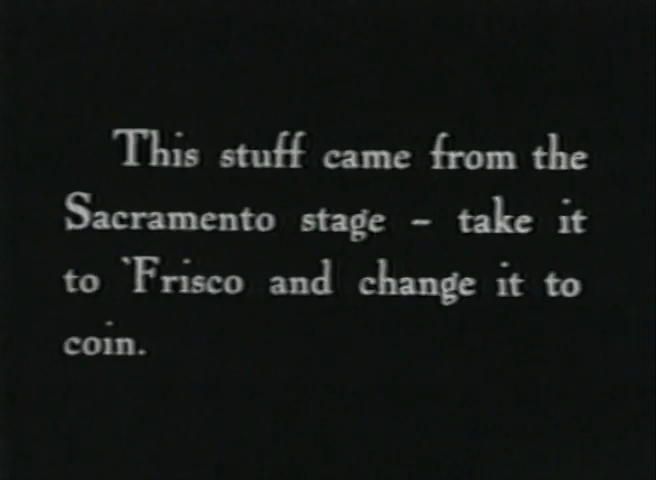 This stuff came from the
Sacramento stage - take it
to `Frisco and change it to
coin.